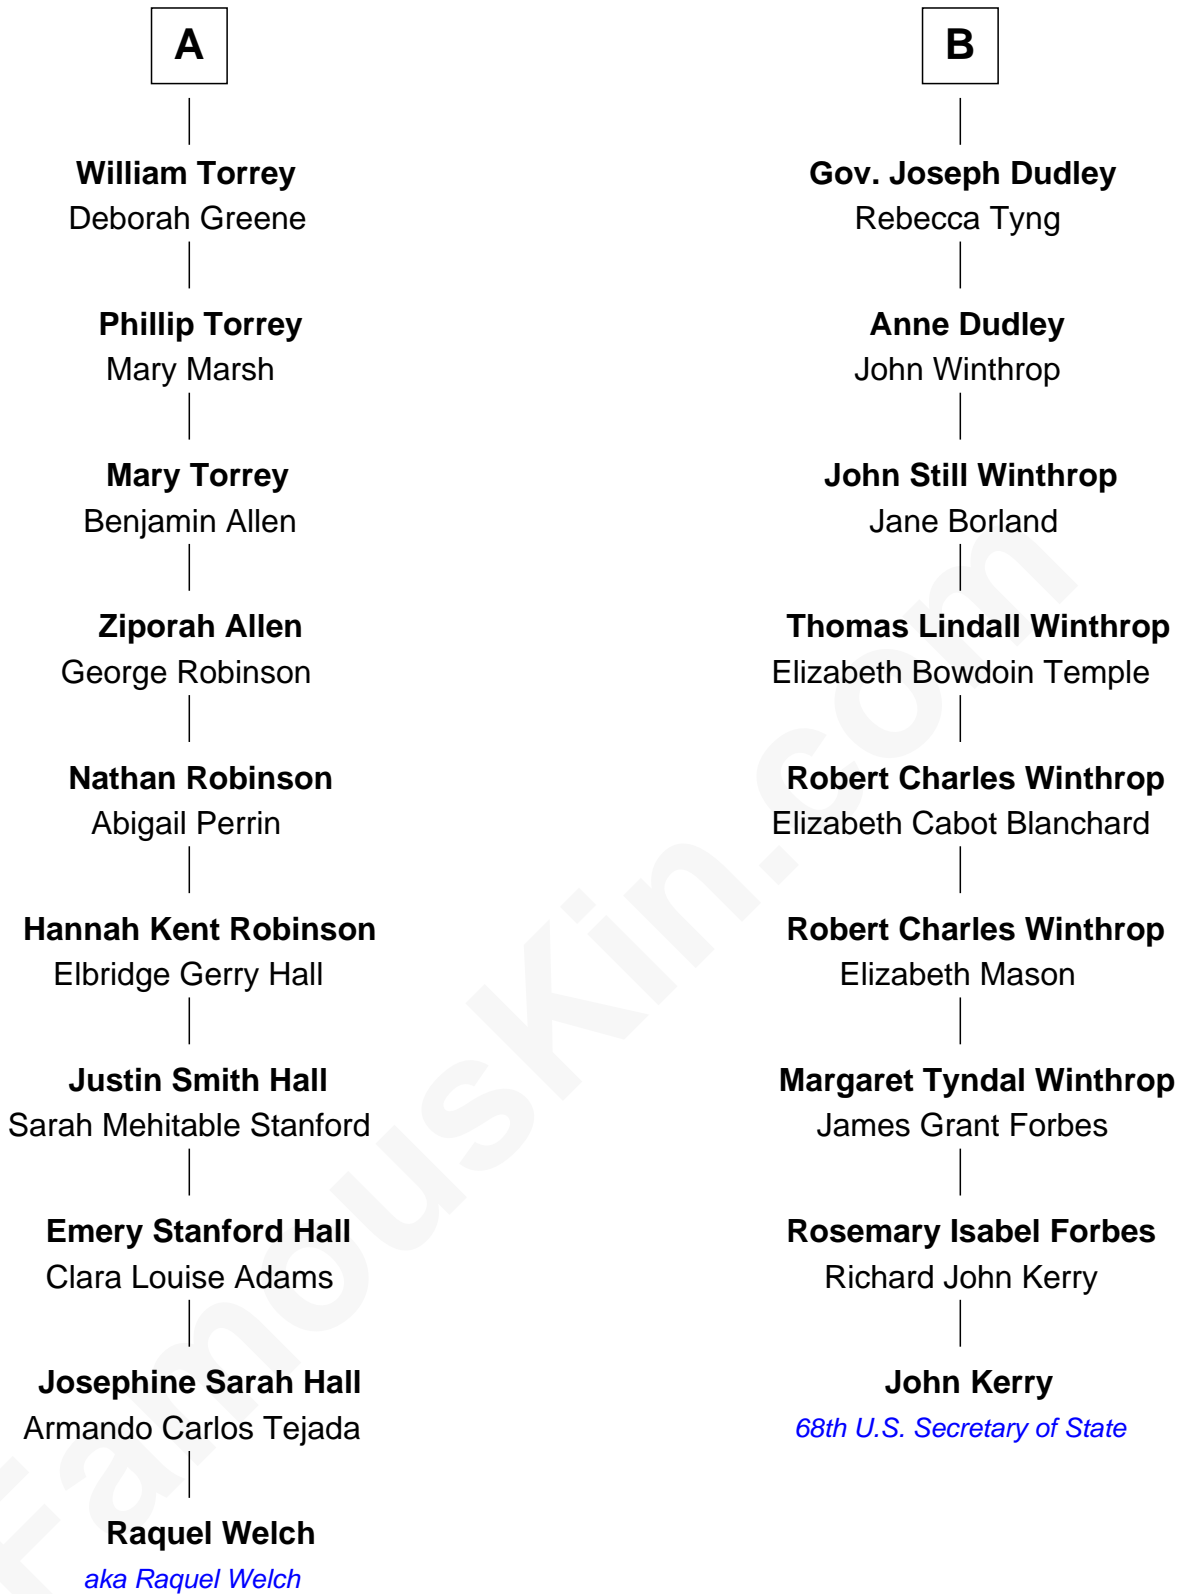 A
William Torrey
Deborah Greene
Phillip Torrey
Mary Marsh
Mary Torrey
Benjamin Allen
Ziporah Allen
George Robinson
Nathan Robinson
Abigail Perrin
Hannah Kent Robinson
Elbridge Gerry Hall
Justin Smith Hall
Sarah Mehitable Stanford
Emery Stanford Hall
Clara Louise Adams
Josephine Sarah Hall
Armando Carlos Tejada
Raquel Welch
aka Raquel Welch
B
Gov. Joseph Dudley
Rebecca Tyng
Anne Dudley
John Winthrop
John Still Winthrop
Jane Borland
Thomas Lindall Winthrop
Elizabeth Bowdoin Temple
Robert Charles Winthrop
Elizabeth Cabot Blanchard
Robert Charles Winthrop
Elizabeth Mason
Margaret Tyndal Winthrop
James Grant Forbes
Rosemary Isabel Forbes
Richard John Kerry
John Kerry
68th U.S. Secretary of State
FamousKin.com